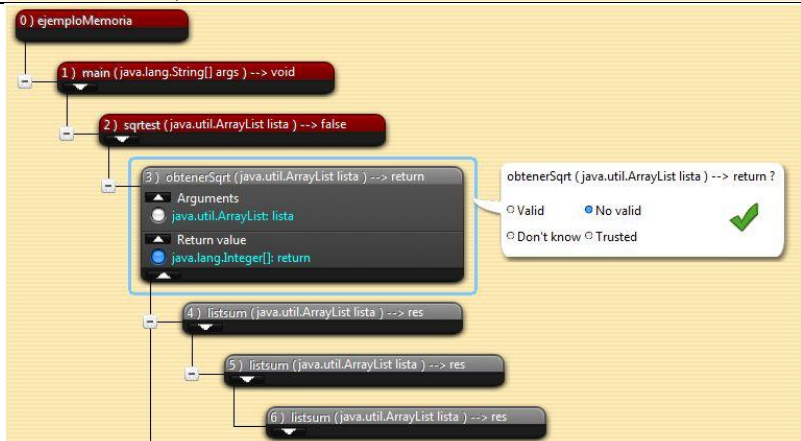 0 ) ejemploMemoria
1 ) main ( java.lang.String[] args ) --> void
2 ) sqrtest ( java.util.ArrayList lista ) --> false
3 ) obtenerSqrt ( java.util.ArrayList lista ) --> return
Arguments
java.util.ArrayList: lista
Return value
java.lang.Integer[]: return
obtenerSqrt ( java.util.ArrayList lista ) --> return ?
Valid No valid
Don't know Trusted
4 ) listsum ( java.util.ArrayList lista ) --> res
5 ) listsum ( java.util.ArrayList lista ) --> res
6 ) listsum ( java.util.ArrayList lista ) --> res